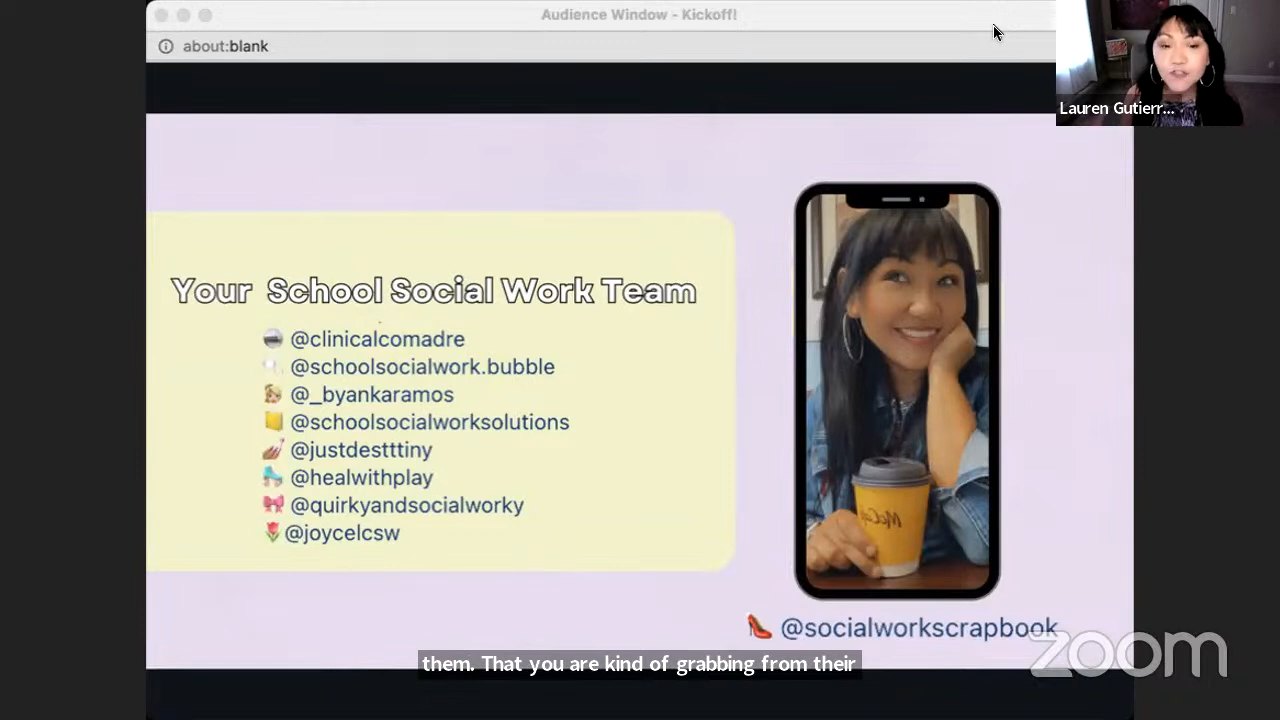 Audience Window - Kickoff!
about:blank
Lauren Gutierr...
Your School Social Work Team
@clinicalcomadre
@schoolsocialwork.bubble
@_byankaramos
@schoolsocialworksolutions
@justdestttiny
@healwithplay
@quirkyandsocialworky
@joycelcsw
McCafé
@socialworkscrapbook
zoom
them. That you are kind of grabbing from their